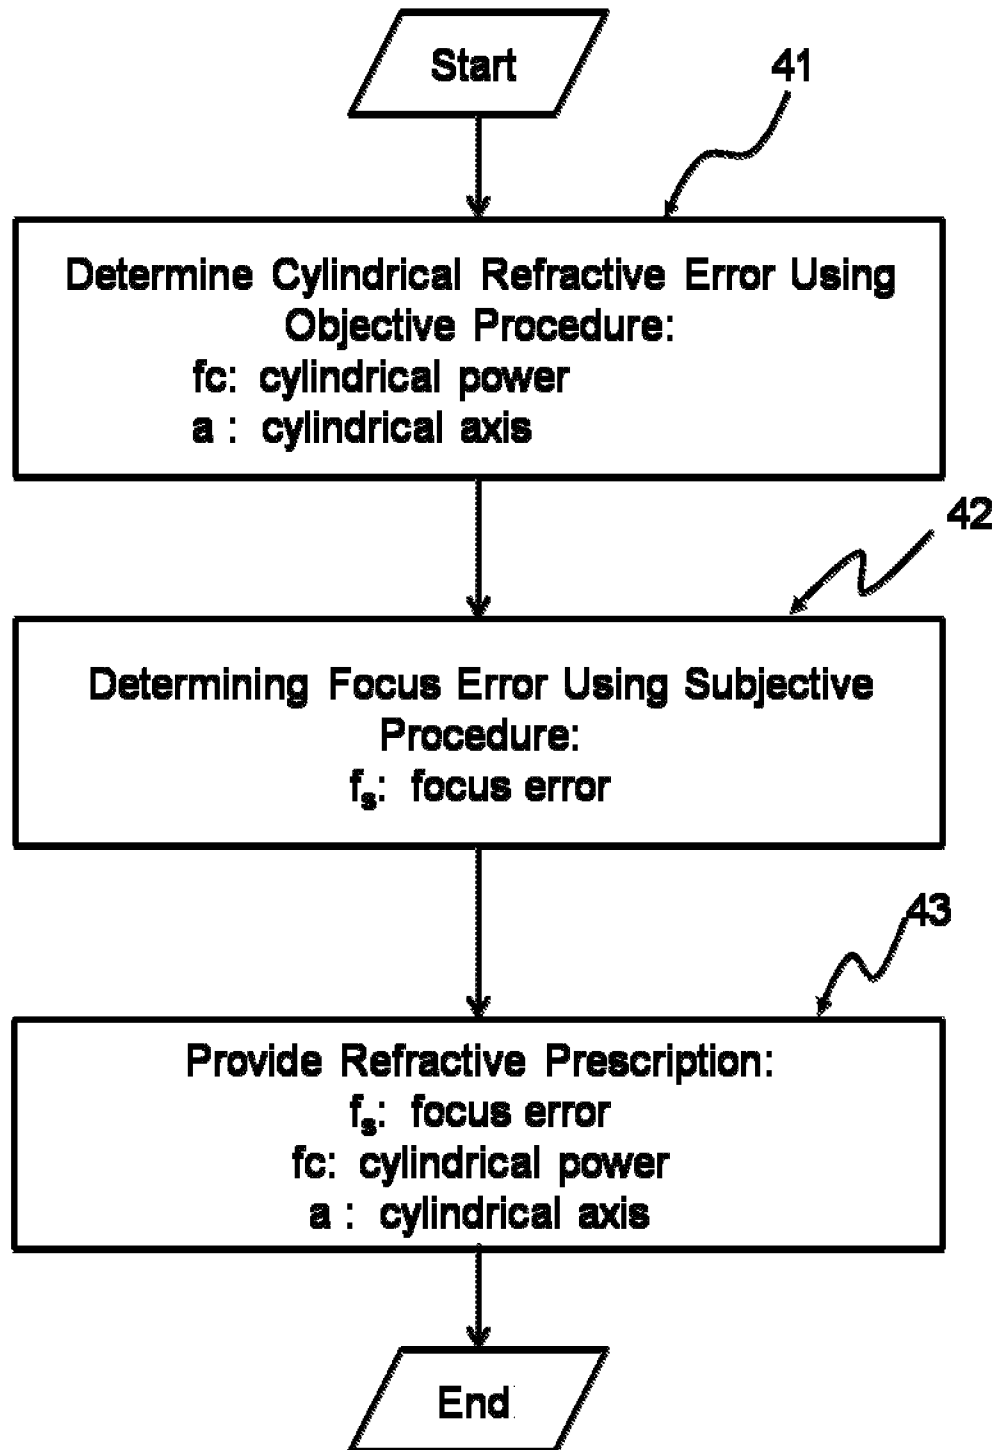 Start
41
Determine Cylindrical Refractive Error Using
Objective Procedure:
fc: cylindrical power
a : cylindrical axis
42
Determining Focus Error Using Subjective
Procedure:
fₛ: focus error
43
Provide Refractive Prescription:
fₛ: focus error
fc: cylindrical power
a : cylindrical axis
End